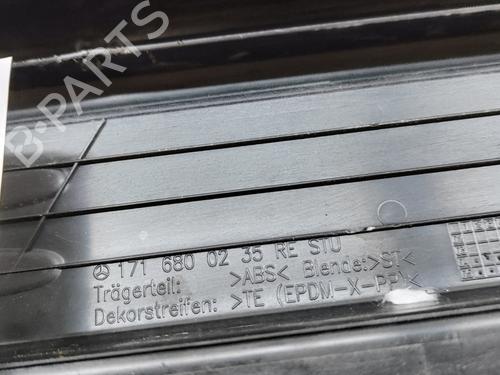 B-PARTS
171 680 02 35 RE STU
Trägerteil: >ABS< Blende:>ST<
Dekorstreifen: >TE (EPDM-X-PP)<